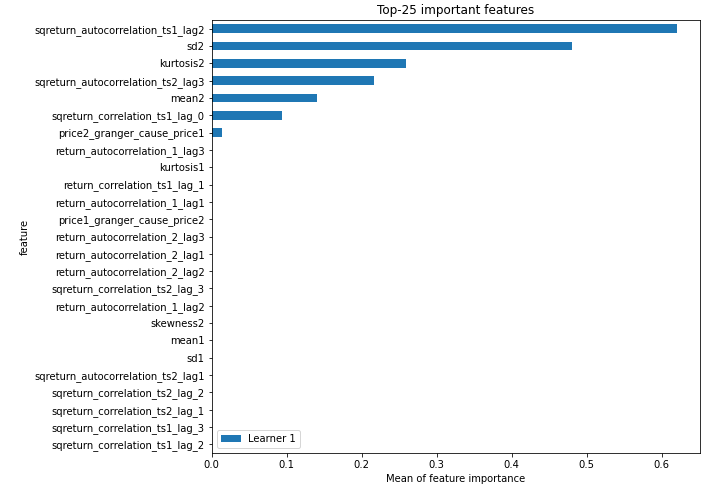 Top-25 important features
sqreturn_autocorrelation_ts1_lag2
sd2
kurtosis2
sqreturn_autocorrelation_ts2_lag3
mean2
sqreturn_correlation_ts1_lag_0
price2_granger_cause_price1
return_autocorrelation_1_lag3
kurtosis1
return_correlation_ts1_lag_1
return_autocorrelation_1_lag1
price1_granger_cause_price2
return_autocorrelation_2_lag3
return_autocorrelation_2_lag1
return_autocorrelation_2_lag2
sqreturn_correlation_ts2_lag_3
return_autocorrelation_1_lag2
skewness2
mean1
sd1
sqreturn_autocorrelation_ts2_lag1
sqreturn_correlation_ts2_lag_2
sqreturn_correlation_ts2_lag_1
sqreturn_correlation_ts1_lag_3
sqreturn_correlation_ts1_lag_2
feature
Learner 1
0.0 0.1 0.2 0.3 0.4 0.5 0.6
Mean of feature importance